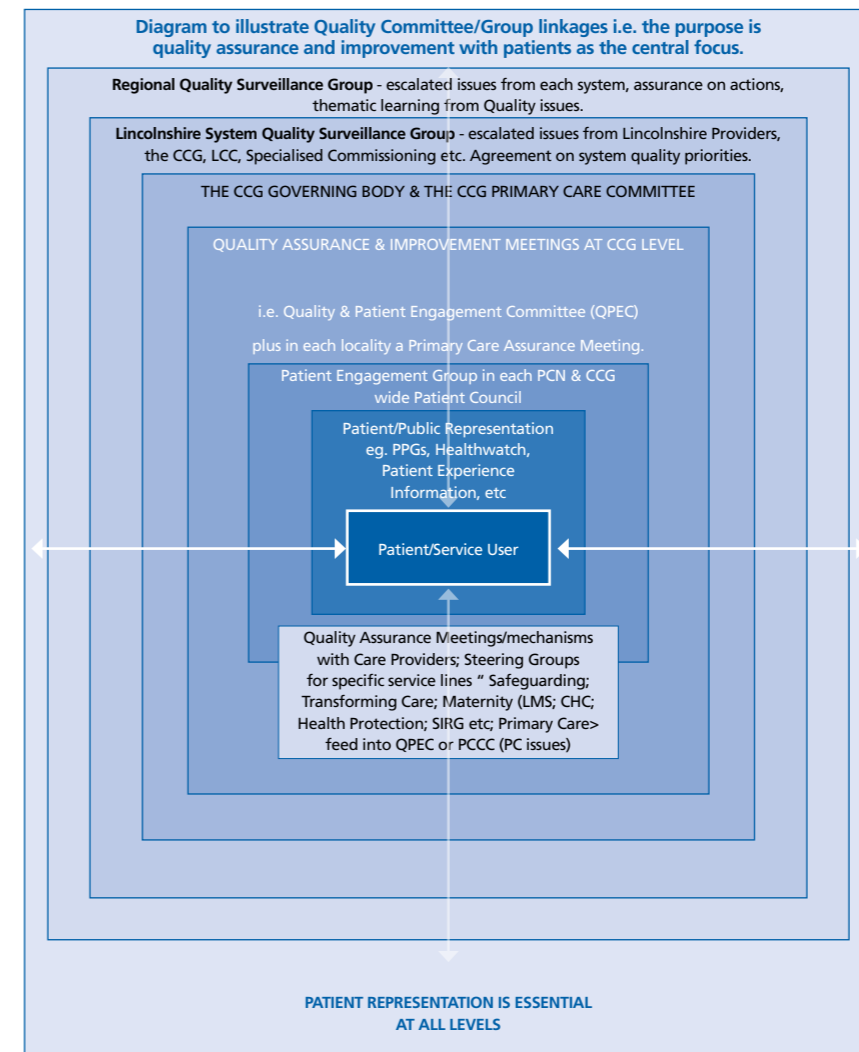 Diagram to illustrate Quality Committee/Group linkages i.e. the purpose is
quality assurance and improvement with patients as the central focus.
Regional Quality Surveillance Group - escalated issues from each system, assurance on actions,
thematic learning from Quality issues.
Lincolnshire System Quality Surveillance Group - escalated issues from Lincolnshire Providers,
the CCG, LCC, Specialised Commissioning etc. Agreement on system quality priorities.
THE CCG GOVERNING BODY & THE CCG PRIMARY CARE COMMITTEE
QUALITY ASSURANCE & IMPROVEMENT MEETINGS AT CCG LEVEL
i.e. Quality & Patient Engagement Committee (QPEC)
plus in each locality a Primary Care Assurance Meeting.
Patient Engagement Group in each PCN & CCG
wide Patient Council
Patient/Public Representation
eg. PPGs, Healthwatch,
Patient Experience
Information, etc
Patient/Service User
Quality Assurance Meetings/mechanisms
with Care Providers; Steering Groups
for specific service lines “ Safeguarding;
Transforming Care; Maternity (LMS; CHC;
Health Protection; SIRG etc; Primary Care>
feed into QPEC or PCCC (PC issues)
PATIENT REPRESENTATION IS ESSENTIAL
AT ALL LEVELS